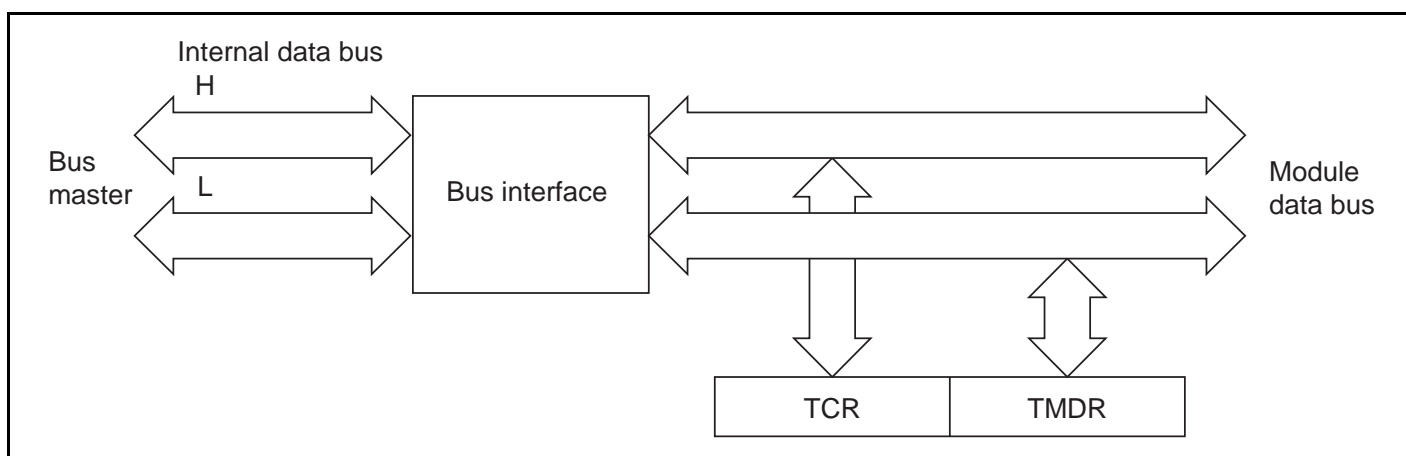 Internal data bus
H
Bus
master
L
Bus interface
Module
data bus
TCR
TMDR